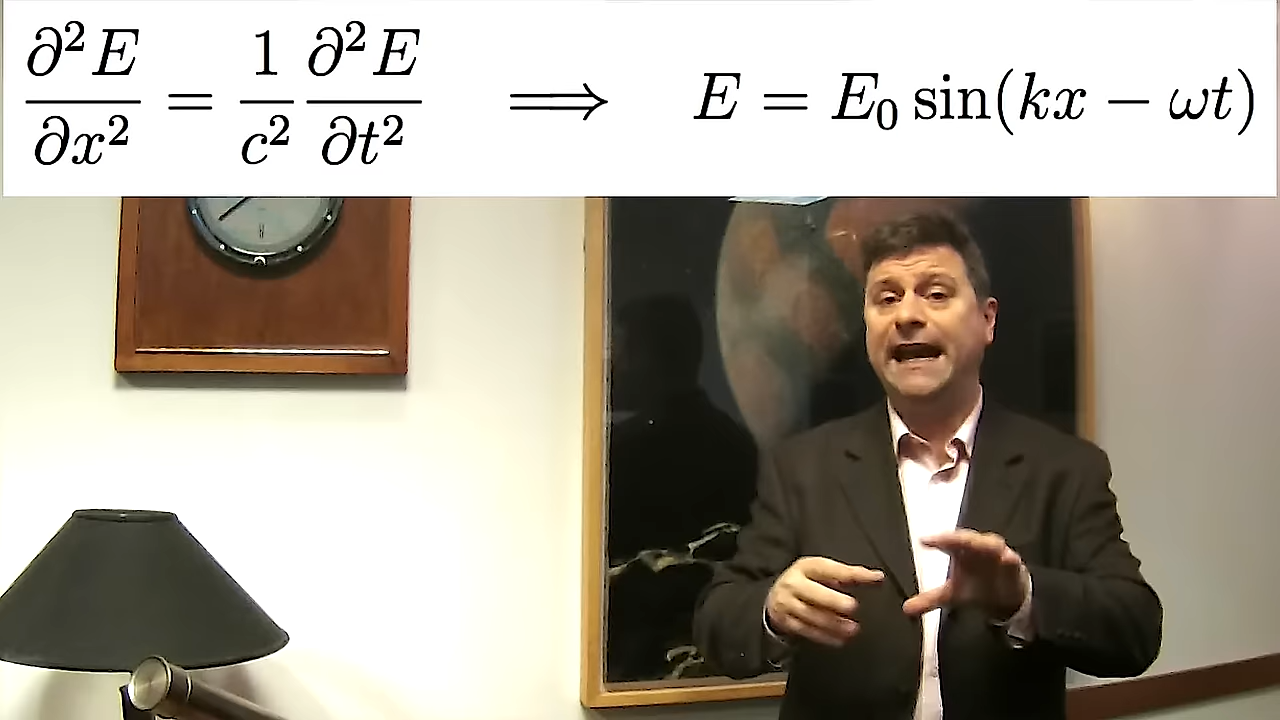 ∂²E/∂x² = 1/c² ∂²E/∂t² ⟹ E = E₀ sin(kx − ωt)